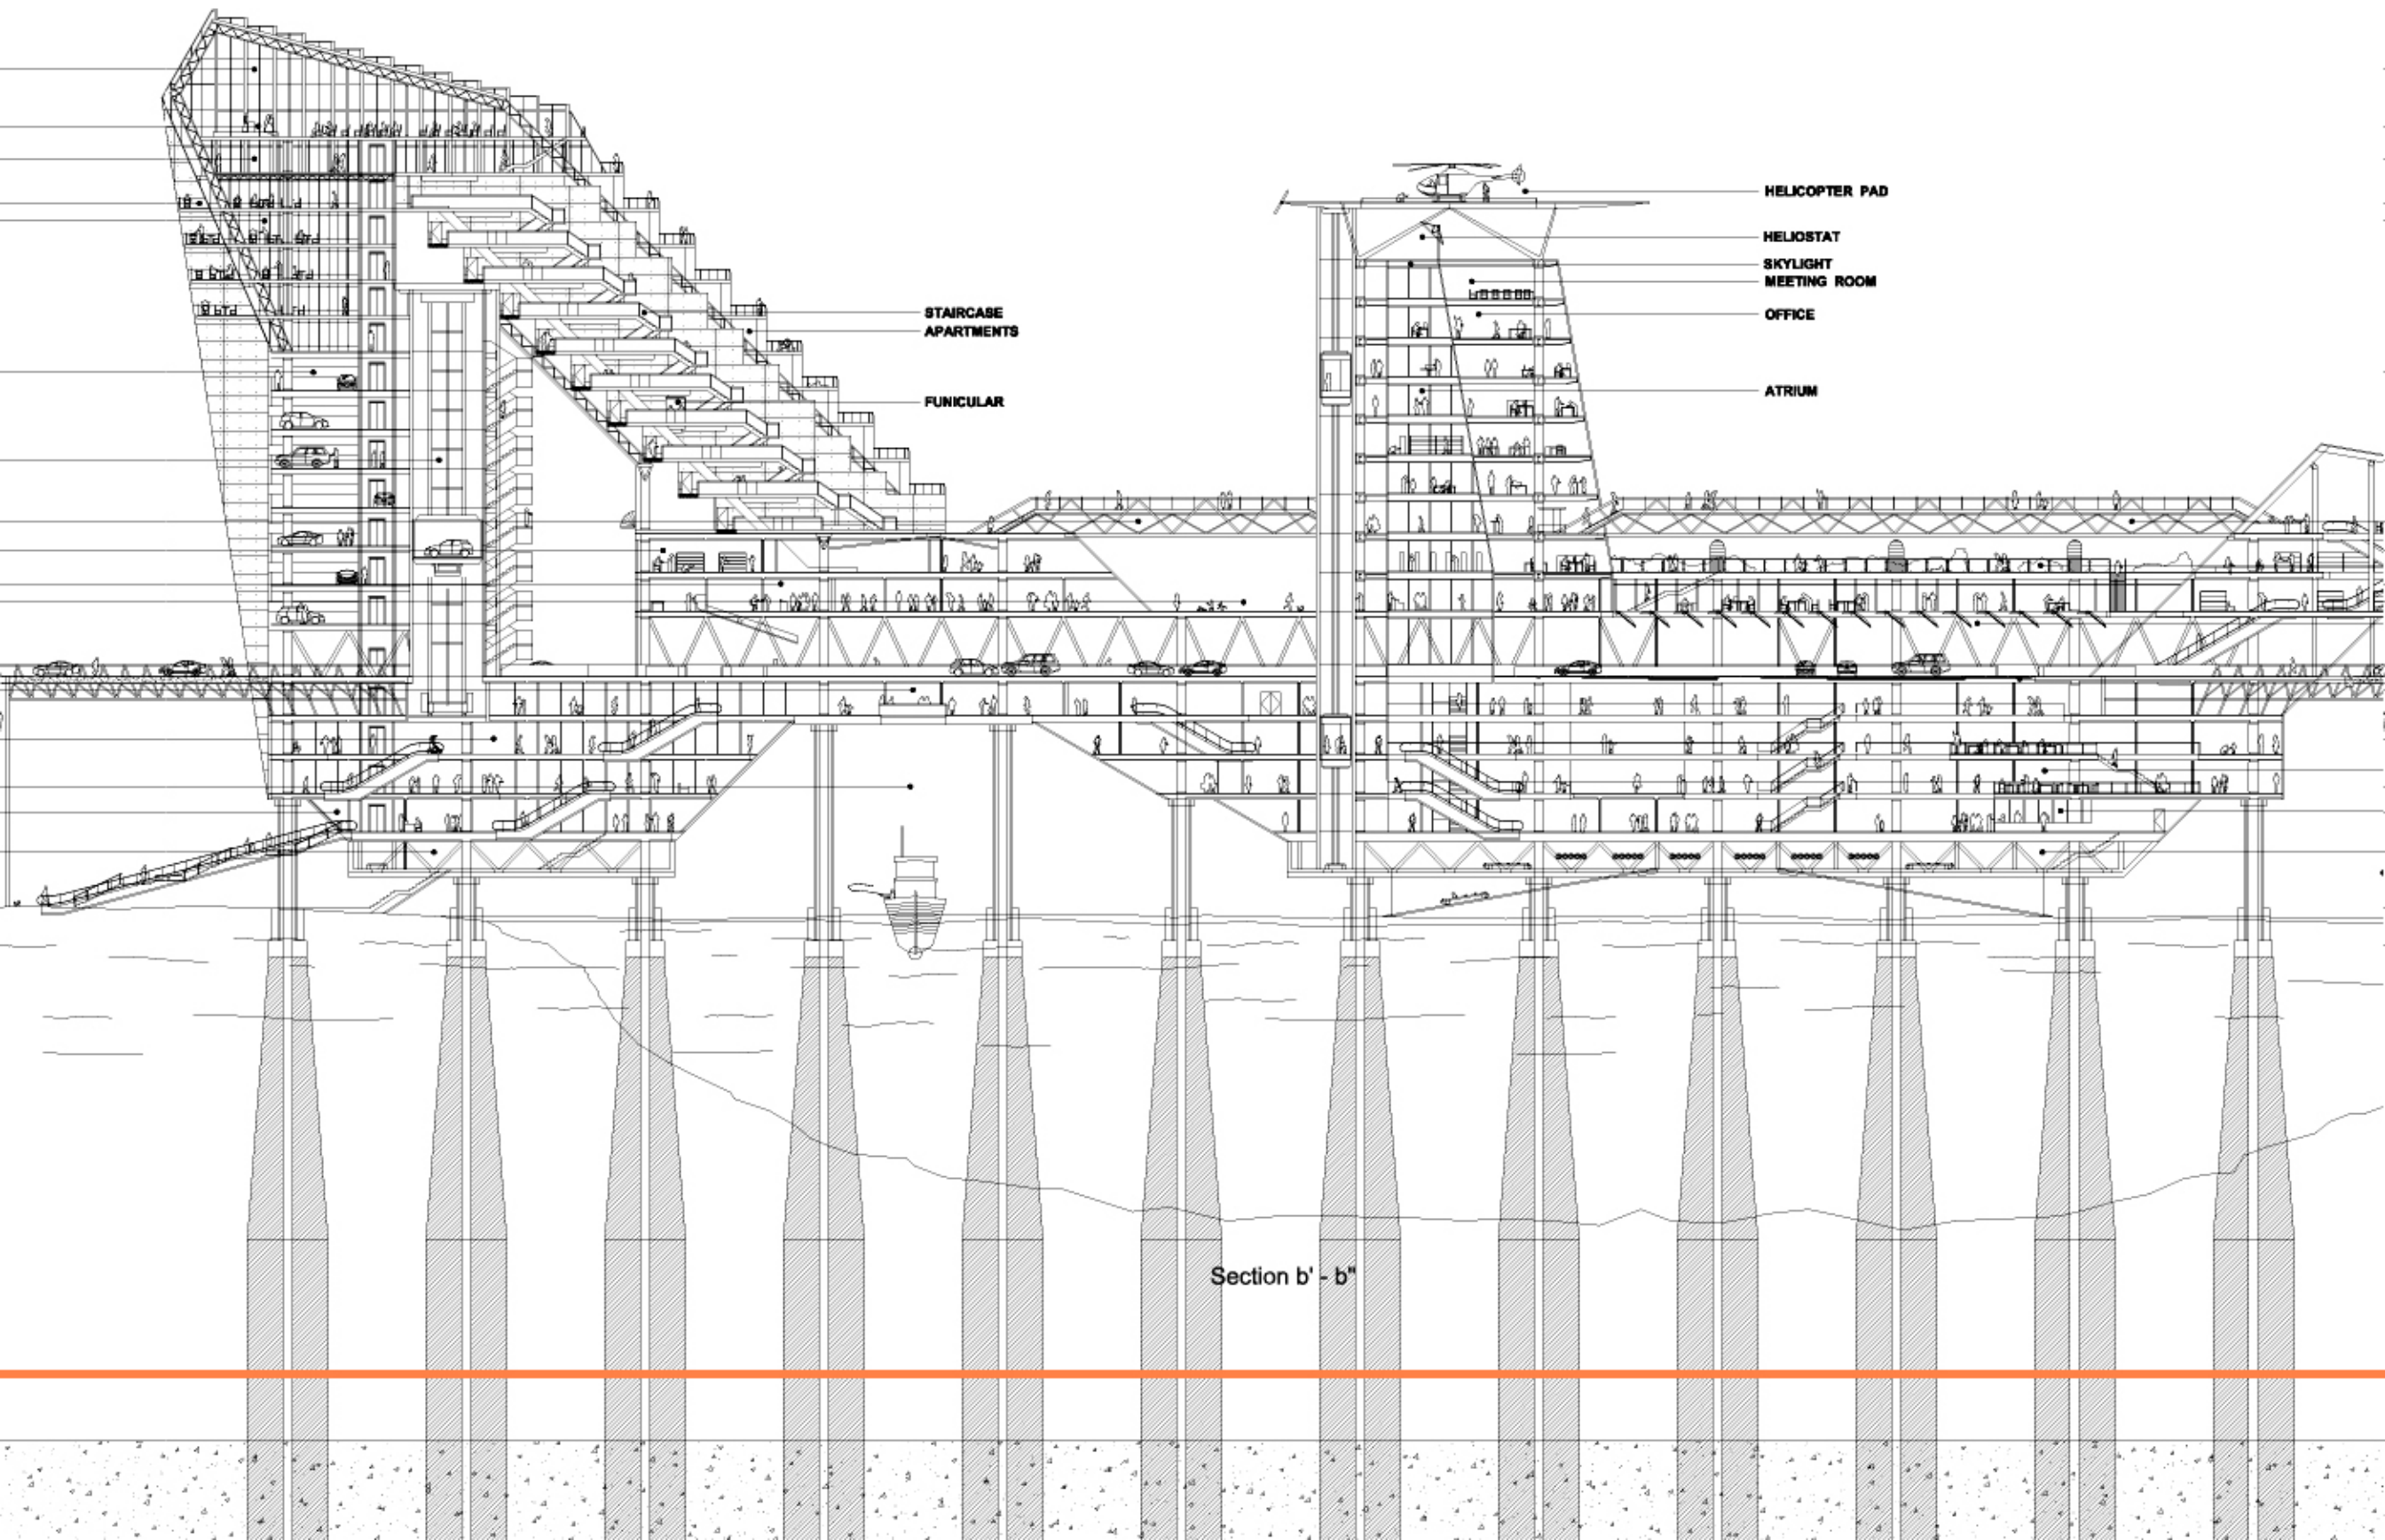 HELICOPTER PAD
HELIOSTAT
SKYLIGHT
MEETING ROOM
OFFICE
ATRIUM
STAIRCASE
APARTMENTS
FUNICULAR
Section b' - b"